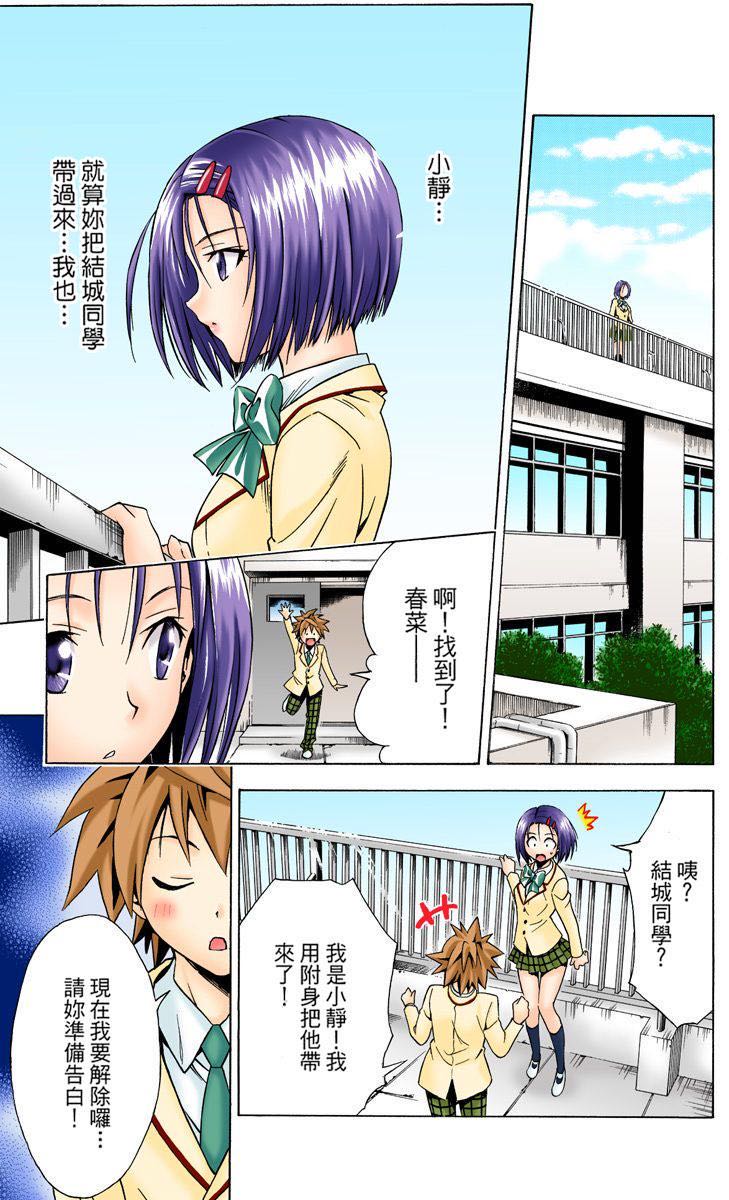 小靜…
就算妳把結城同學
帶過來…我也…
啊！找到了！
春菜——
咦？
結城同學？
我是小靜！我
用附身把他帶
來了！
現在我要解除囉…
請妳準備告白！